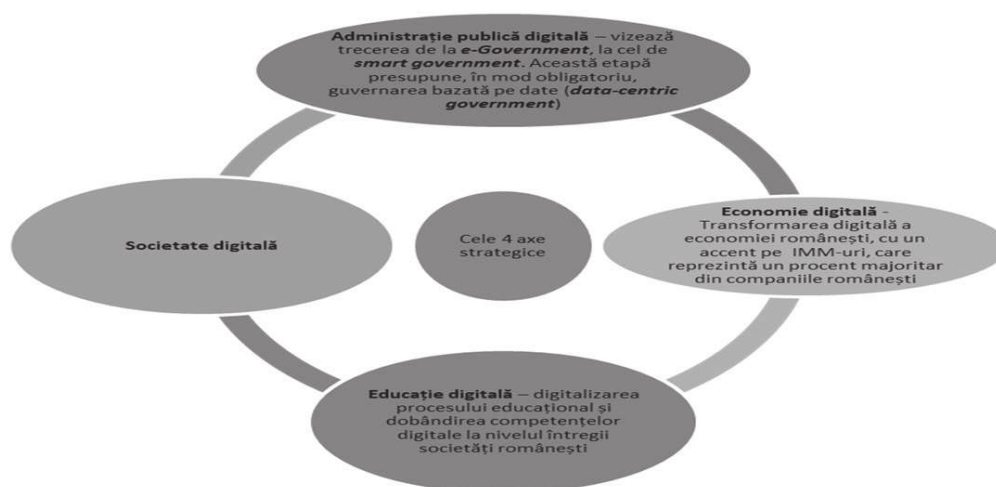 Administrație publică digitală – vizează
trecerea de la e-Government, la cel de
smart government. Această etapă
presupune, în mod obligatoriu,
guvernarea bazată pe date (data-centric
government)
Societate digitală
Cele 4 axe
strategice
Economie digitală -
Transformarea digitală a
economiei românești, cu un
accent pe IMM-uri, care
reprezintă un procent majoritar
din companiile românești
Educație digitală – digitalizarea
procesului educațional și
dobândirea competențelor
digitale la nivelul întregii
societăți românești